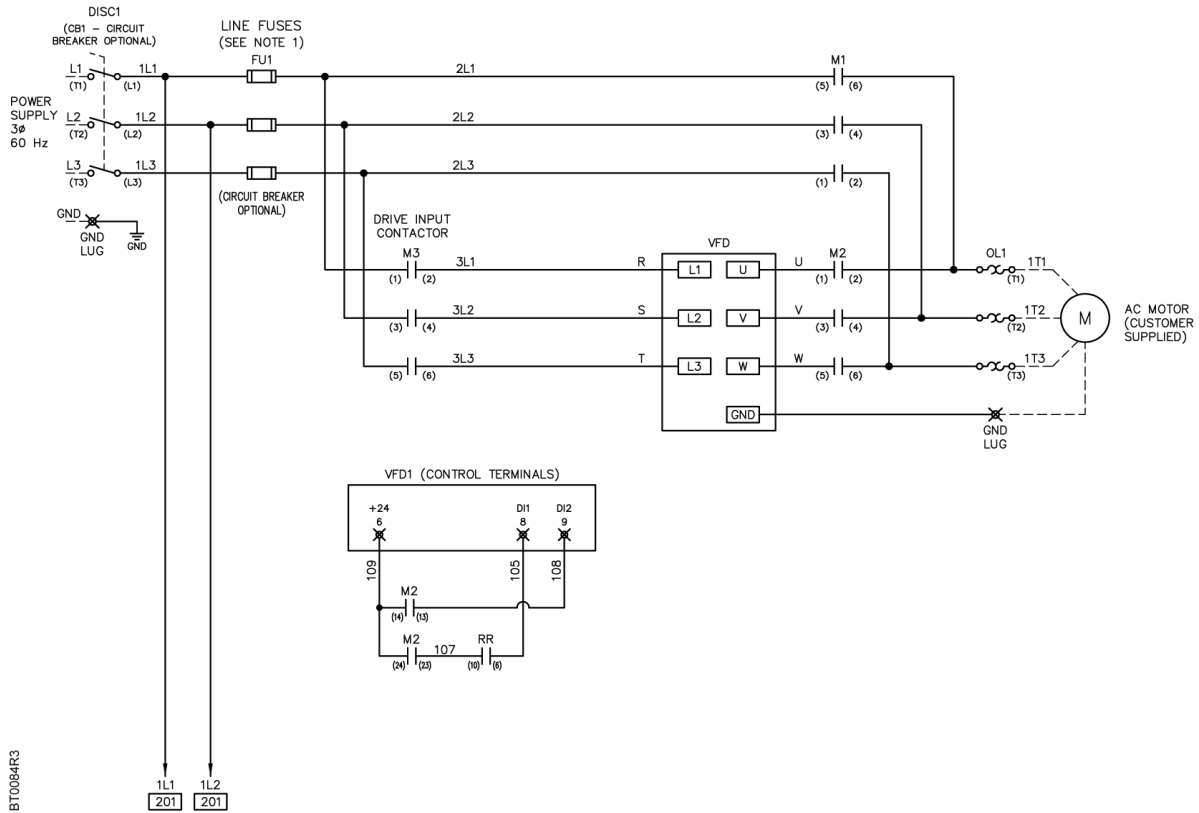 DISC1
(CB1 – CIRCUIT
BREAKER OPTIONAL)
LINE FUSES
(SEE NOTE 1)
FU1
L1 1L1 2L1 M1
(T1) (L1) (5) (6)
POWER
SUPPLY
3ø
60 Hz
L2 1L2 2L2
(T2) (L2) (3) (4)
L3 1L3 2L3
(T3) (L3) (1) (2)
(CIRCUIT BREAKER
OPTIONAL)
GND
GND
LUG
GND
DRIVE INPUT
CONTACTOR
VFD
M3 3L1 R L1 U U M2 OL1 1T1
(1) (2) (1) (2) (T1)
3L2 S L2 V V 1T2
(3) (4) (3) (4) (T2)
M
AC MOTOR
(CUSTOMER
SUPPLIED)
3L3 T L3 W W 1T3
(5) (6) (5) (6) (T3)
GND
GND
LUG
VFD1 (CONTROL TERMINALS)
+24 DI1 DI2
6 8 9
109 105 108
M2
(14) (13)
M2 107 RR
(24) (23) (10) (6)
1L1 1L2
201 201
BT0084R3